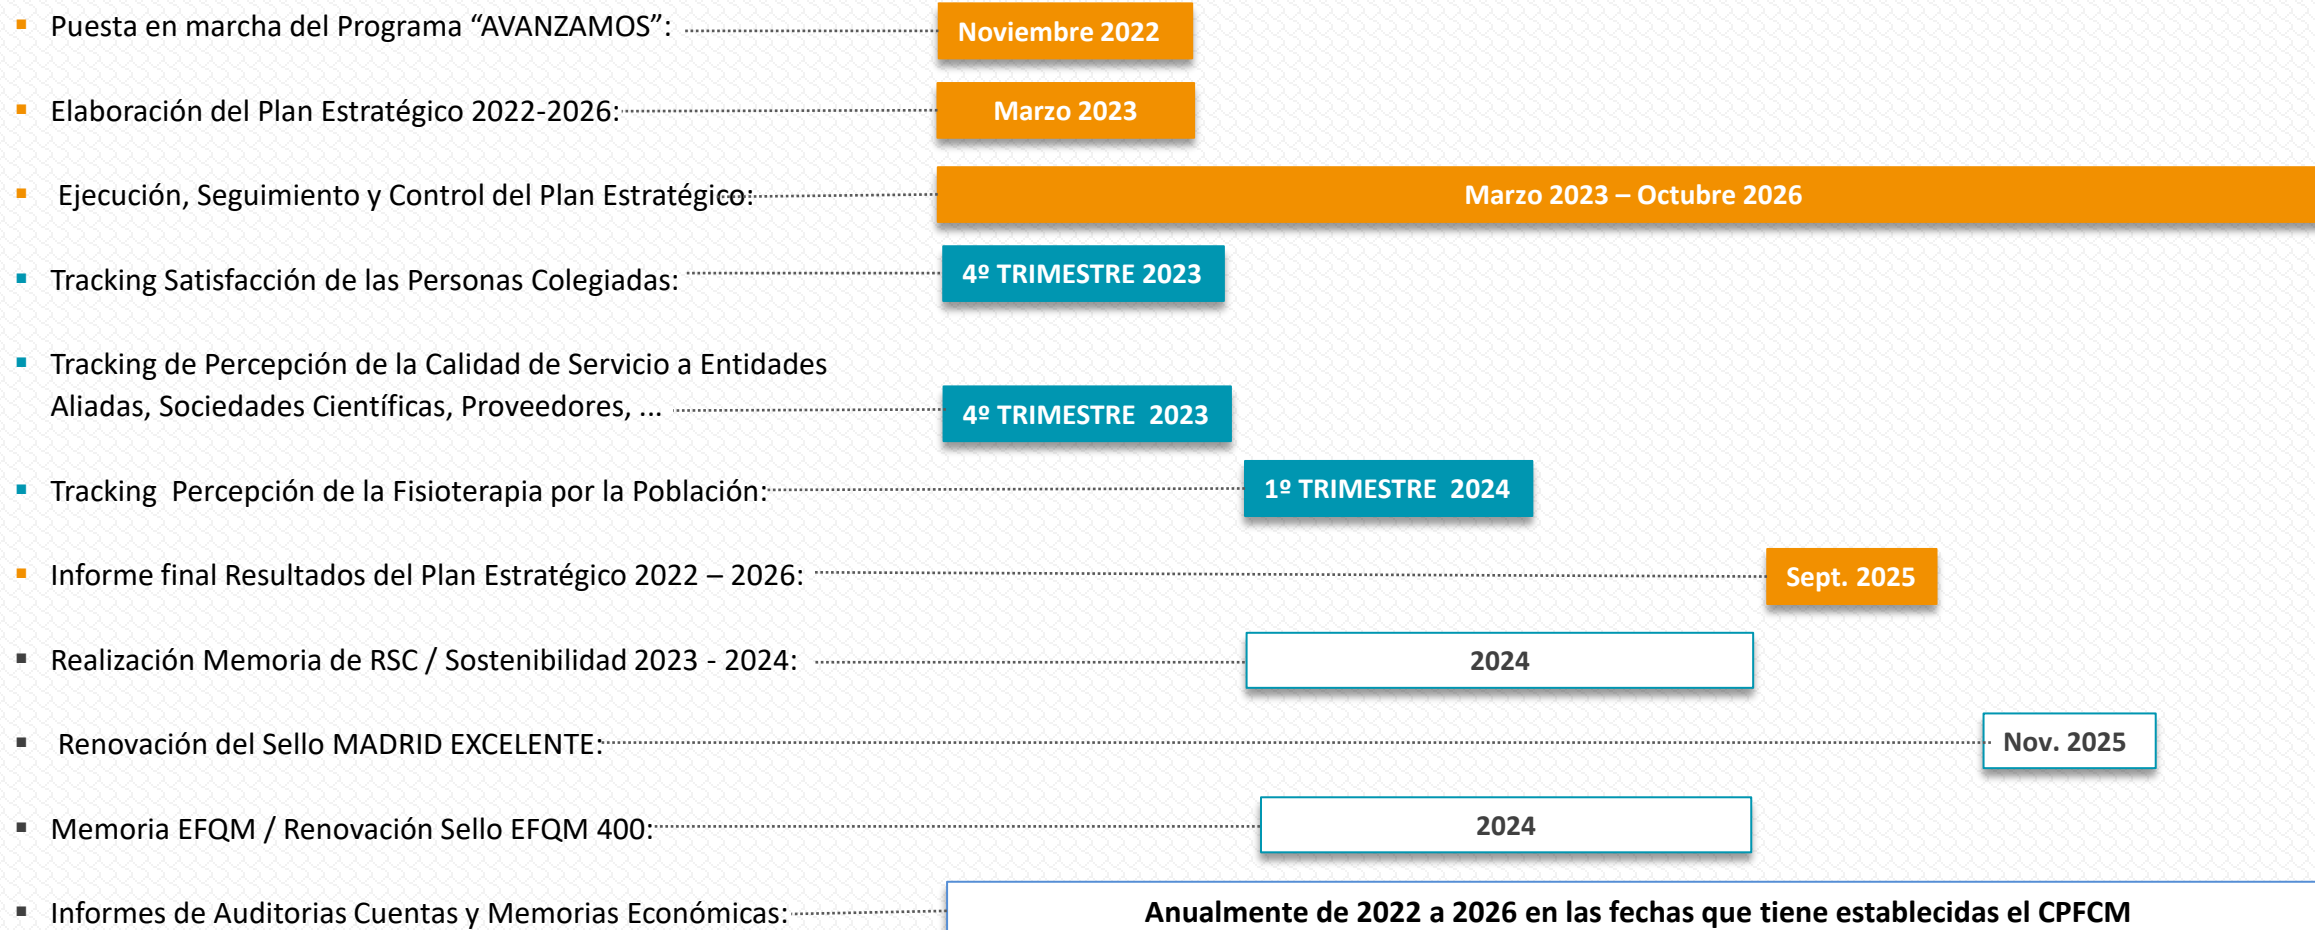 Puesta en marcha del Programa “AVANZAMOS”: Noviembre 2022
Elaboración del Plan Estratégico 2022-2026: Marzo 2023
Ejecución, Seguimiento y Control del Plan Estratégico: Marzo 2023 – Octubre 2026
Tracking Satisfacción de las Personas Colegiadas: 4º TRIMESTRE 2023
Tracking de Percepción de la Calidad de Servicio a Entidades
Aliadas, Sociedades Científicas, Proveedores, ... 4º TRIMESTRE 2023
Tracking Percepción de la Fisioterapia por la Población: 1º TRIMESTRE 2024
Informe final Resultados del Plan Estratégico 2022 – 2026: Sept. 2025
Realización Memoria de RSC / Sostenibilidad 2023 - 2024: 2024
Renovación del Sello MADRID EXCELENTE: Nov. 2025
Memoria EFQM / Renovación Sello EFQM 400: 2024
Informes de Auditorias Cuentas y Memorias Económicas: Anualmente de 2022 a 2026 en las fechas que tiene establecidas el CPFCM